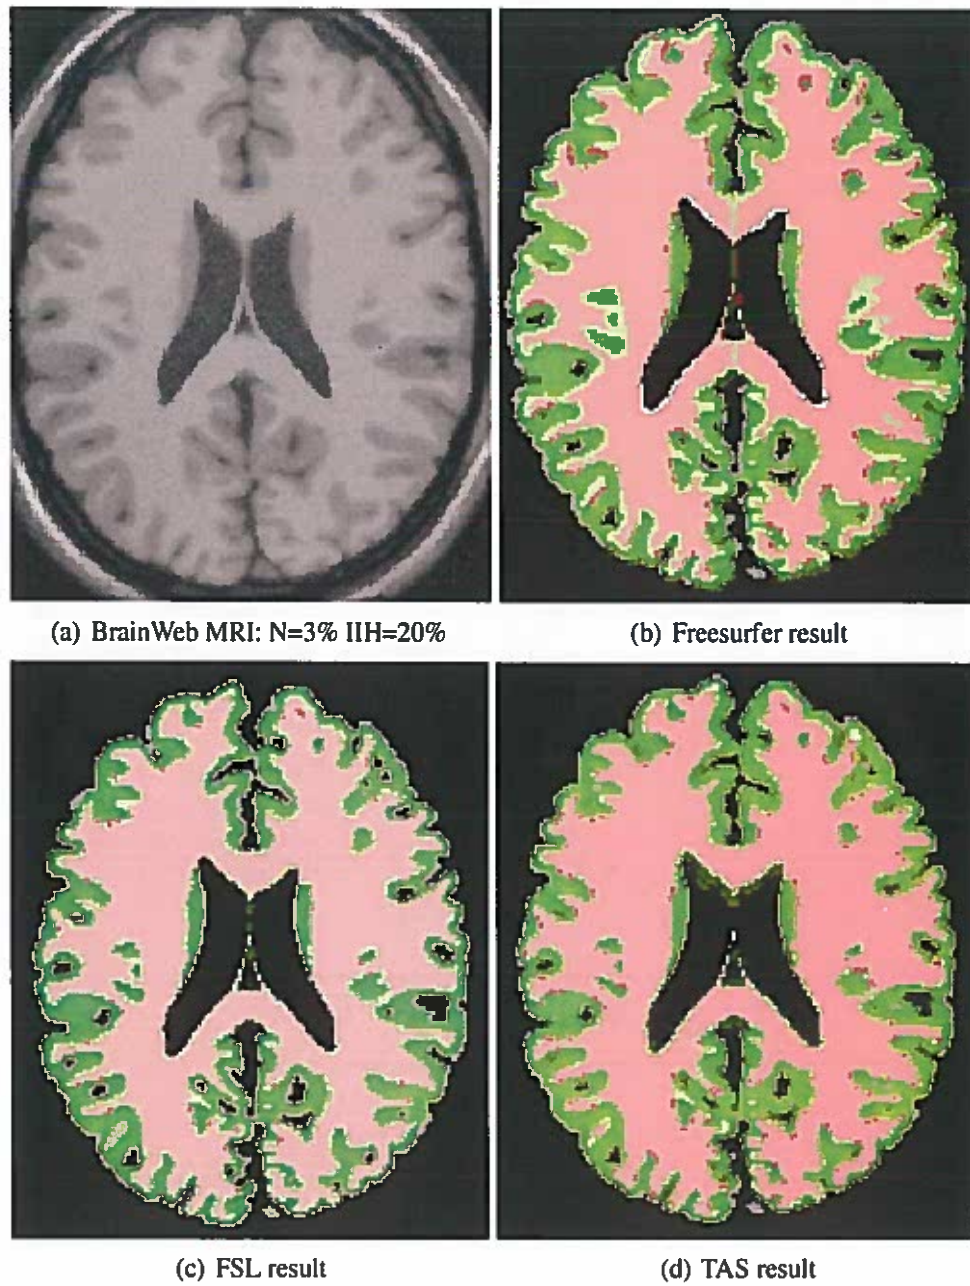 (a) BrainWeb MRI: N=3% IIH=20%
(b) Freesurfer result
(c) FSL result
(d) TAS result